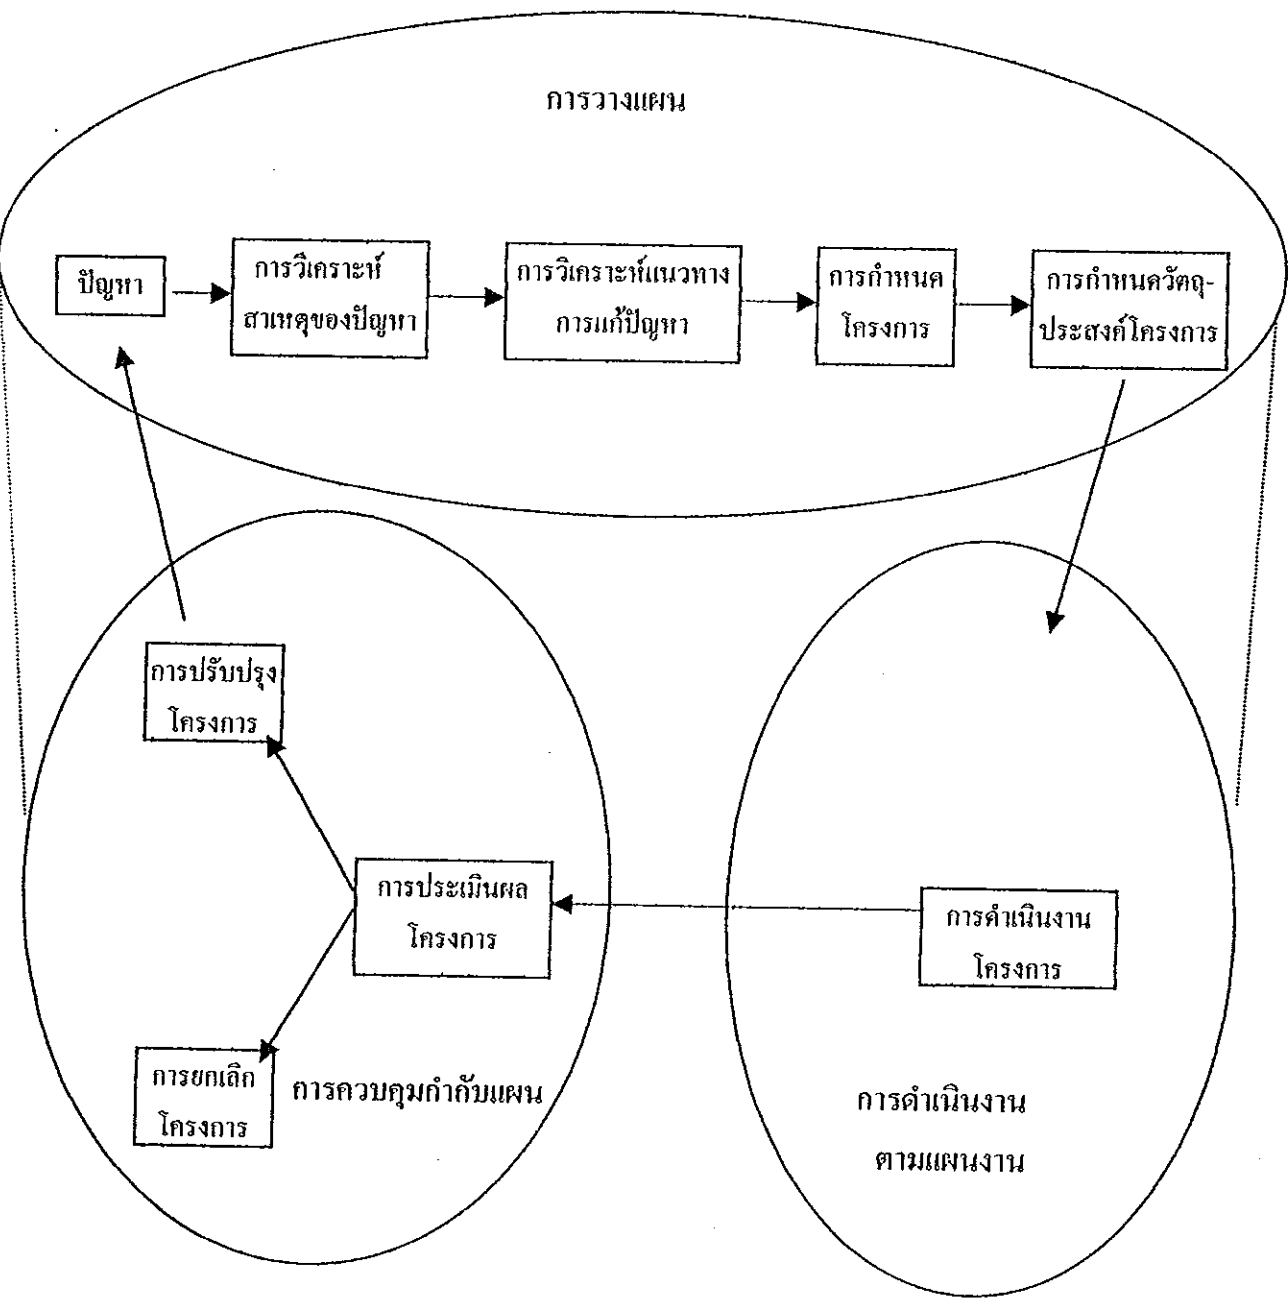 การวางแผน
ปัญหา
การวิเคราะห์
สาเหตุของปัญหา
การวิเคราะห์แนวทาง
การแก้ปัญหา
การกำหนด
โครงการ
การกำหนดวัตถุ-
ประสงค์โครงการ
การปรับปรุง
โครงการ
การประเมินผล
โครงการ
การดำเนินงาน
โครงการ
การยกเลิก
โครงการ
การควบคุมกำกับแผน
การดำเนินงาน
ตามแผนงาน